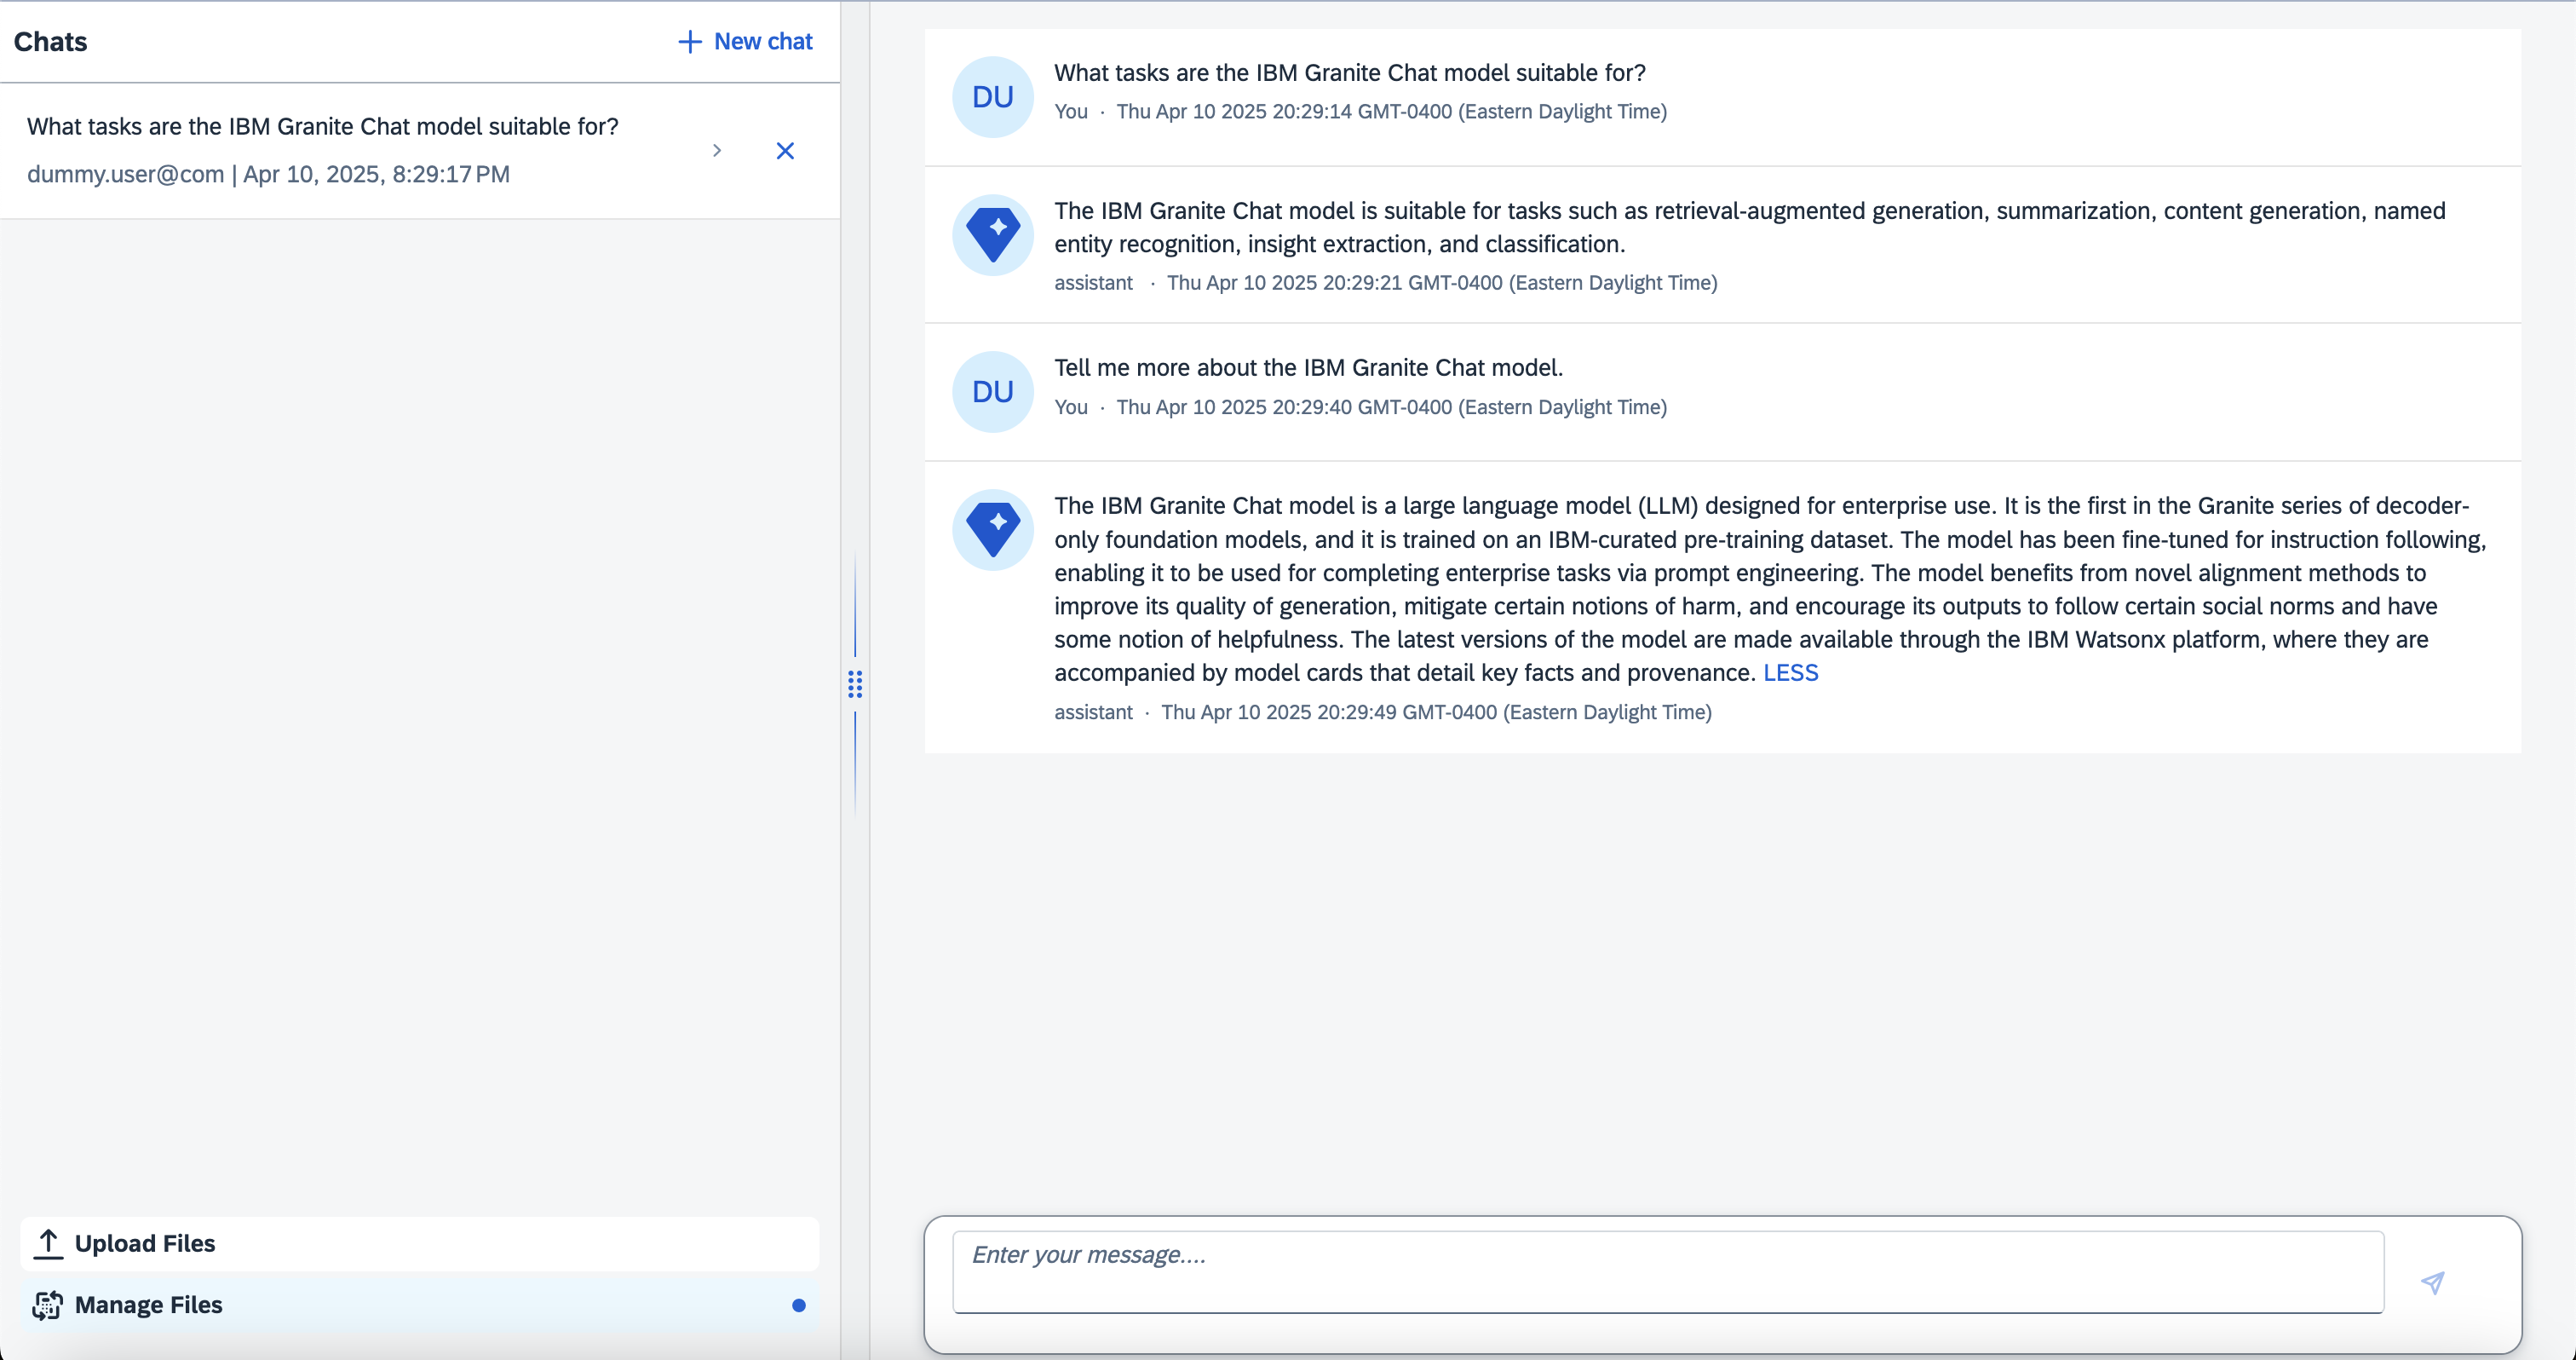 Chats
New chat
What tasks are the IBM Granite Chat model suitable for?
dummy.user@com | Apr 10, 2025, 8:29:17 PM
Upload Files
Manage Files
DU
What tasks are the IBM Granite Chat model suitable for?
You · Thu Apr 10 2025 20:29:14 GMT-0400 (Eastern Daylight Time)
The IBM Granite Chat model is suitable for tasks such as retrieval-augmented generation, summarization, content generation, named
entity recognition, insight extraction, and classification.
assistant · Thu Apr 10 2025 20:29:21 GMT-0400 (Eastern Daylight Time)
DU
Tell me more about the IBM Granite Chat model.
You · Thu Apr 10 2025 20:29:40 GMT-0400 (Eastern Daylight Time)
The IBM Granite Chat model is a large language model (LLM) designed for enterprise use. It is the first in the Granite series of decoder-
only foundation models, and it is trained on an IBM-curated pre-training dataset. The model has been fine-tuned for instruction following,
enabling it to be used for completing enterprise tasks via prompt engineering. The model benefits from novel alignment methods to
improve its quality of generation, mitigate certain notions of harm, and encourage its outputs to follow certain social norms and have
some notion of helpfulness. The latest versions of the model are made available through the IBM Watsonx platform, where they are
accompanied by model cards that detail key facts and provenance. LESS
assistant · Thu Apr 10 2025 20:29:49 GMT-0400 (Eastern Daylight Time)
Enter your message....